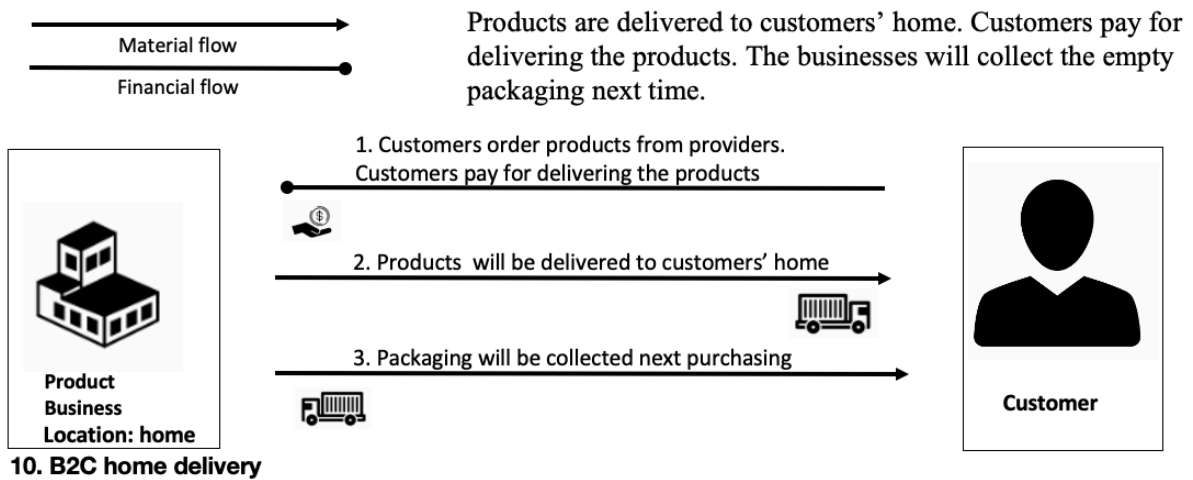 Material flow
Financial flow
Products are delivered to customers’ home. Customers pay for
delivering the products. The businesses will collect the empty
packaging next time.
1. Customers order products from providers.
Customers pay for delivering the products
$
2. Products will be delivered to customers’ home
3. Packaging will be collected next purchasing
Product
Business
Location: home
Customer
10. B2C home delivery